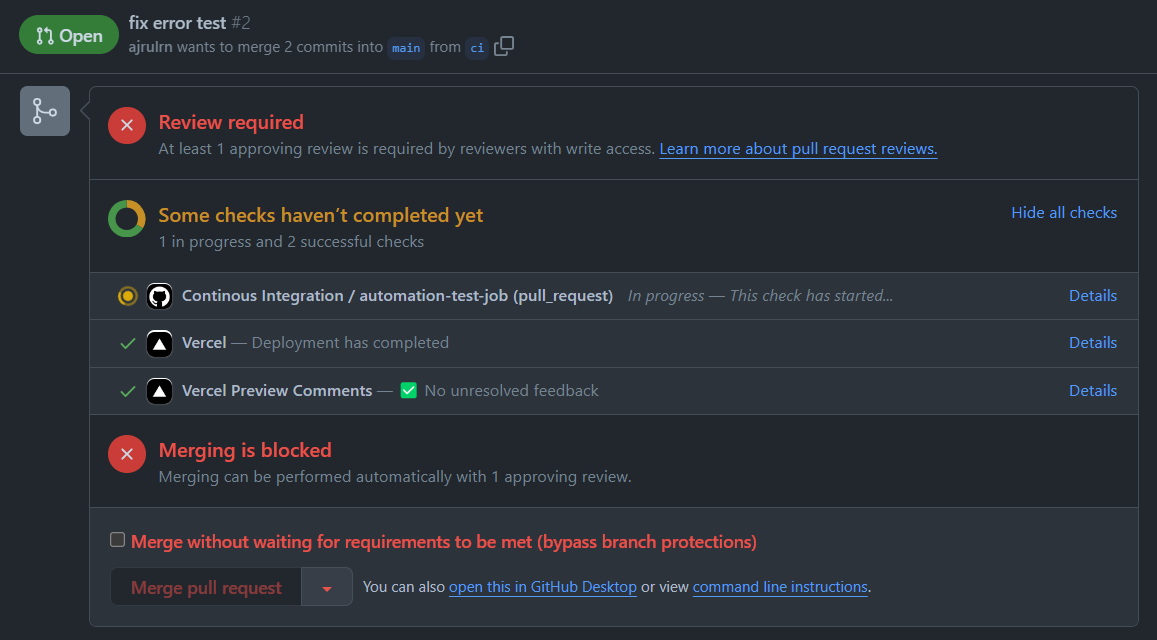 Open
fix error test #2
ajrulrn wants to merge 2 commits into main from ci
Review required
At least 1 approving review is required by reviewers with write access. Learn more about pull request reviews.
Some checks haven't completed yet
Hide all checks
1 in progress and 2 successful checks
Continous Integration / automation-test-job (pull_request) In progress — This check has started...
Details
Vercel — Deployment has completed
Details
Vercel Preview Comments — ✅ No unresolved feedback
Details
Merging is blocked
Merging can be performed automatically with 1 approving review.
Merge without waiting for requirements to be met (bypass branch protections)
Merge pull request
You can also open this in GitHub Desktop or view command line instructions.